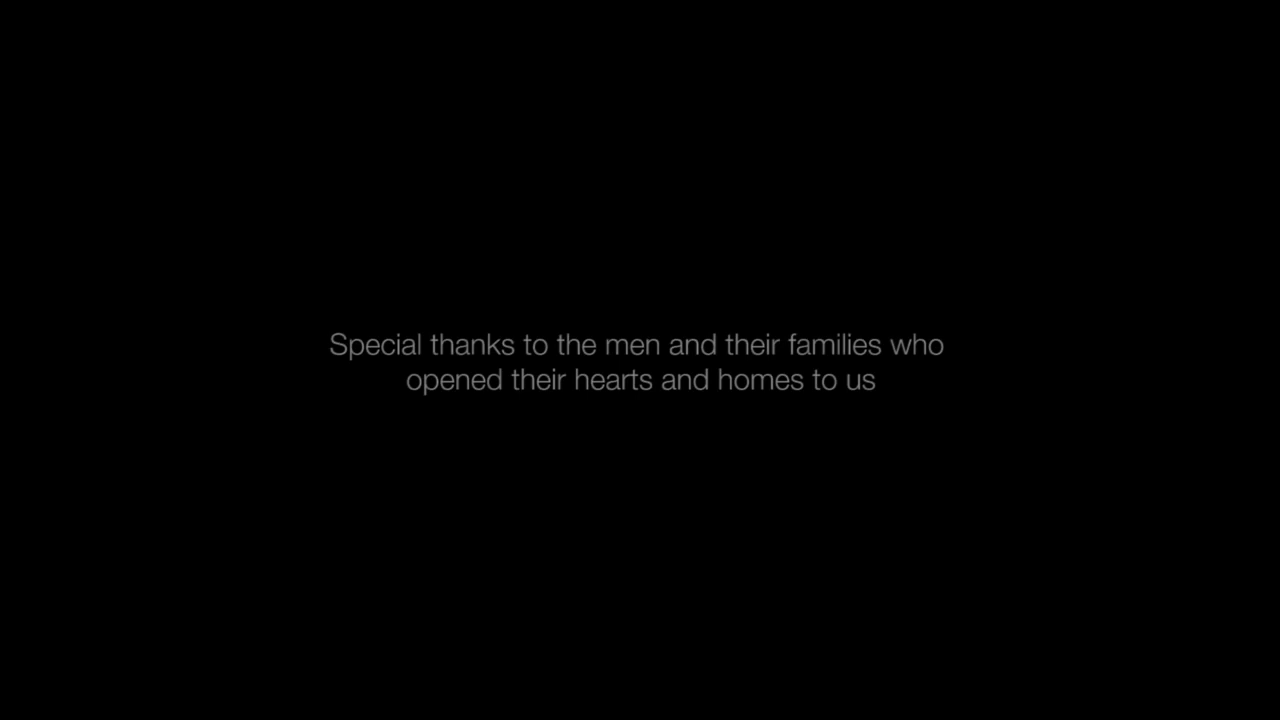 Special thanks to the men and their families who
opened their hearts and homes to us